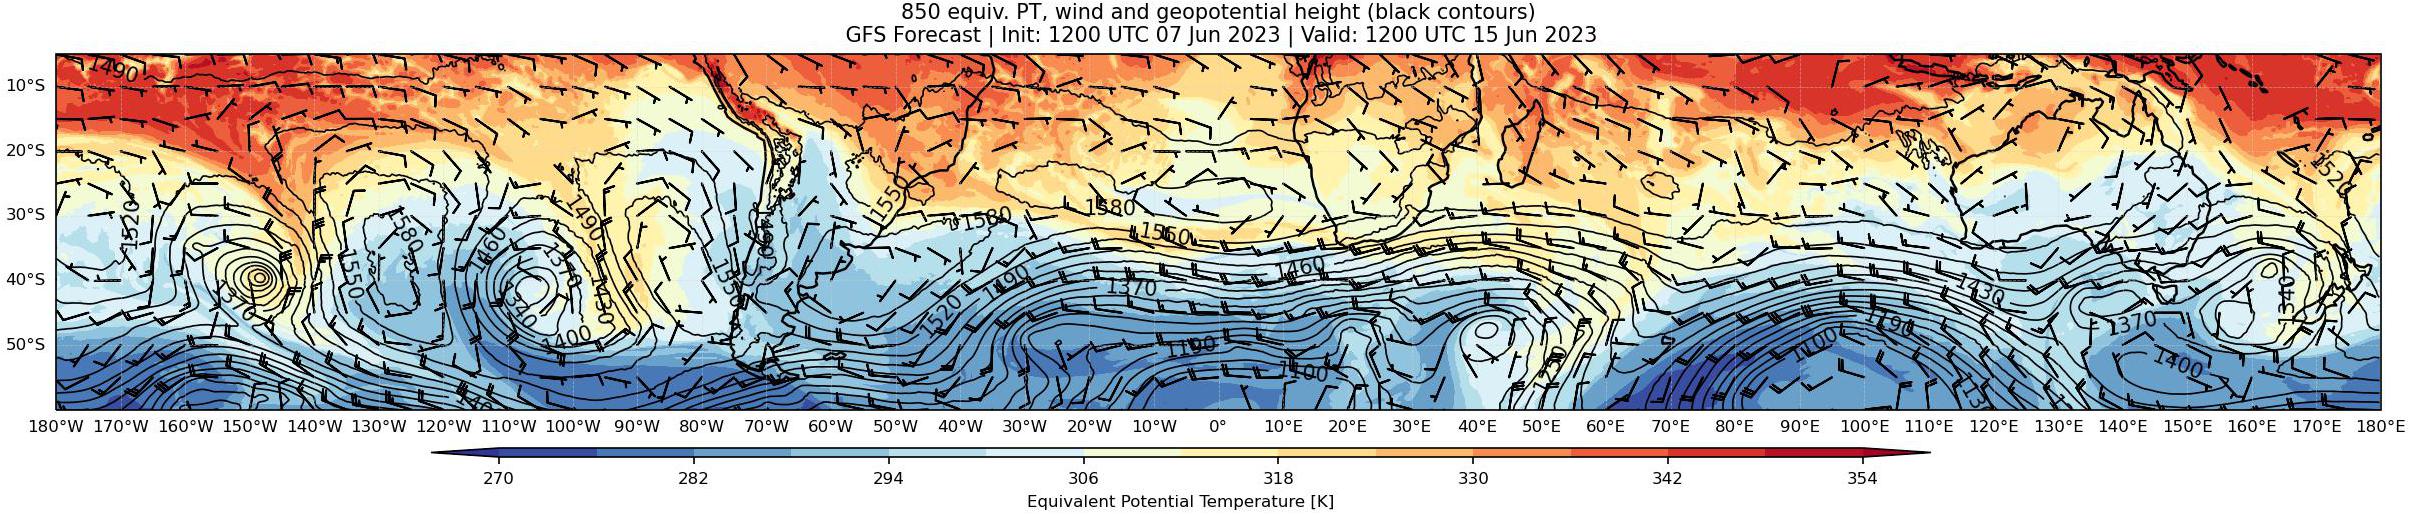 850 equiv. PT, wind and geopotential height (black contours)
GFS Forecast | Init: 1200 UTC 07 Jun 2023 | Valid: 1200 UTC 15 Jun 2023
10°S
20°S
30°S
40°S
50°S
1490
1520
1310
1580
1550
1460
1370
1340
1490
1430
1400
1550
1520
1490
1550
1580
1580
1550
1460
1370
1190
1100
1430
1190
1100
1370
1400
1340
1520
180°W 170°W 160°W 150°W 140°W 130°W 120°W 110°W 100°W 90°W 80°W 70°W 60°W 50°W 40°W 30°W 20°W 10°W 0° 10°E 20°E 30°E 40°E 50°E 60°E 70°E 80°E 90°E 100°E 110°E 120°E 130°E 140°E 150°E 160°E 170°E 180°E
270 282 294 306 318 330 342 354
Equivalent Potential Temperature [K]